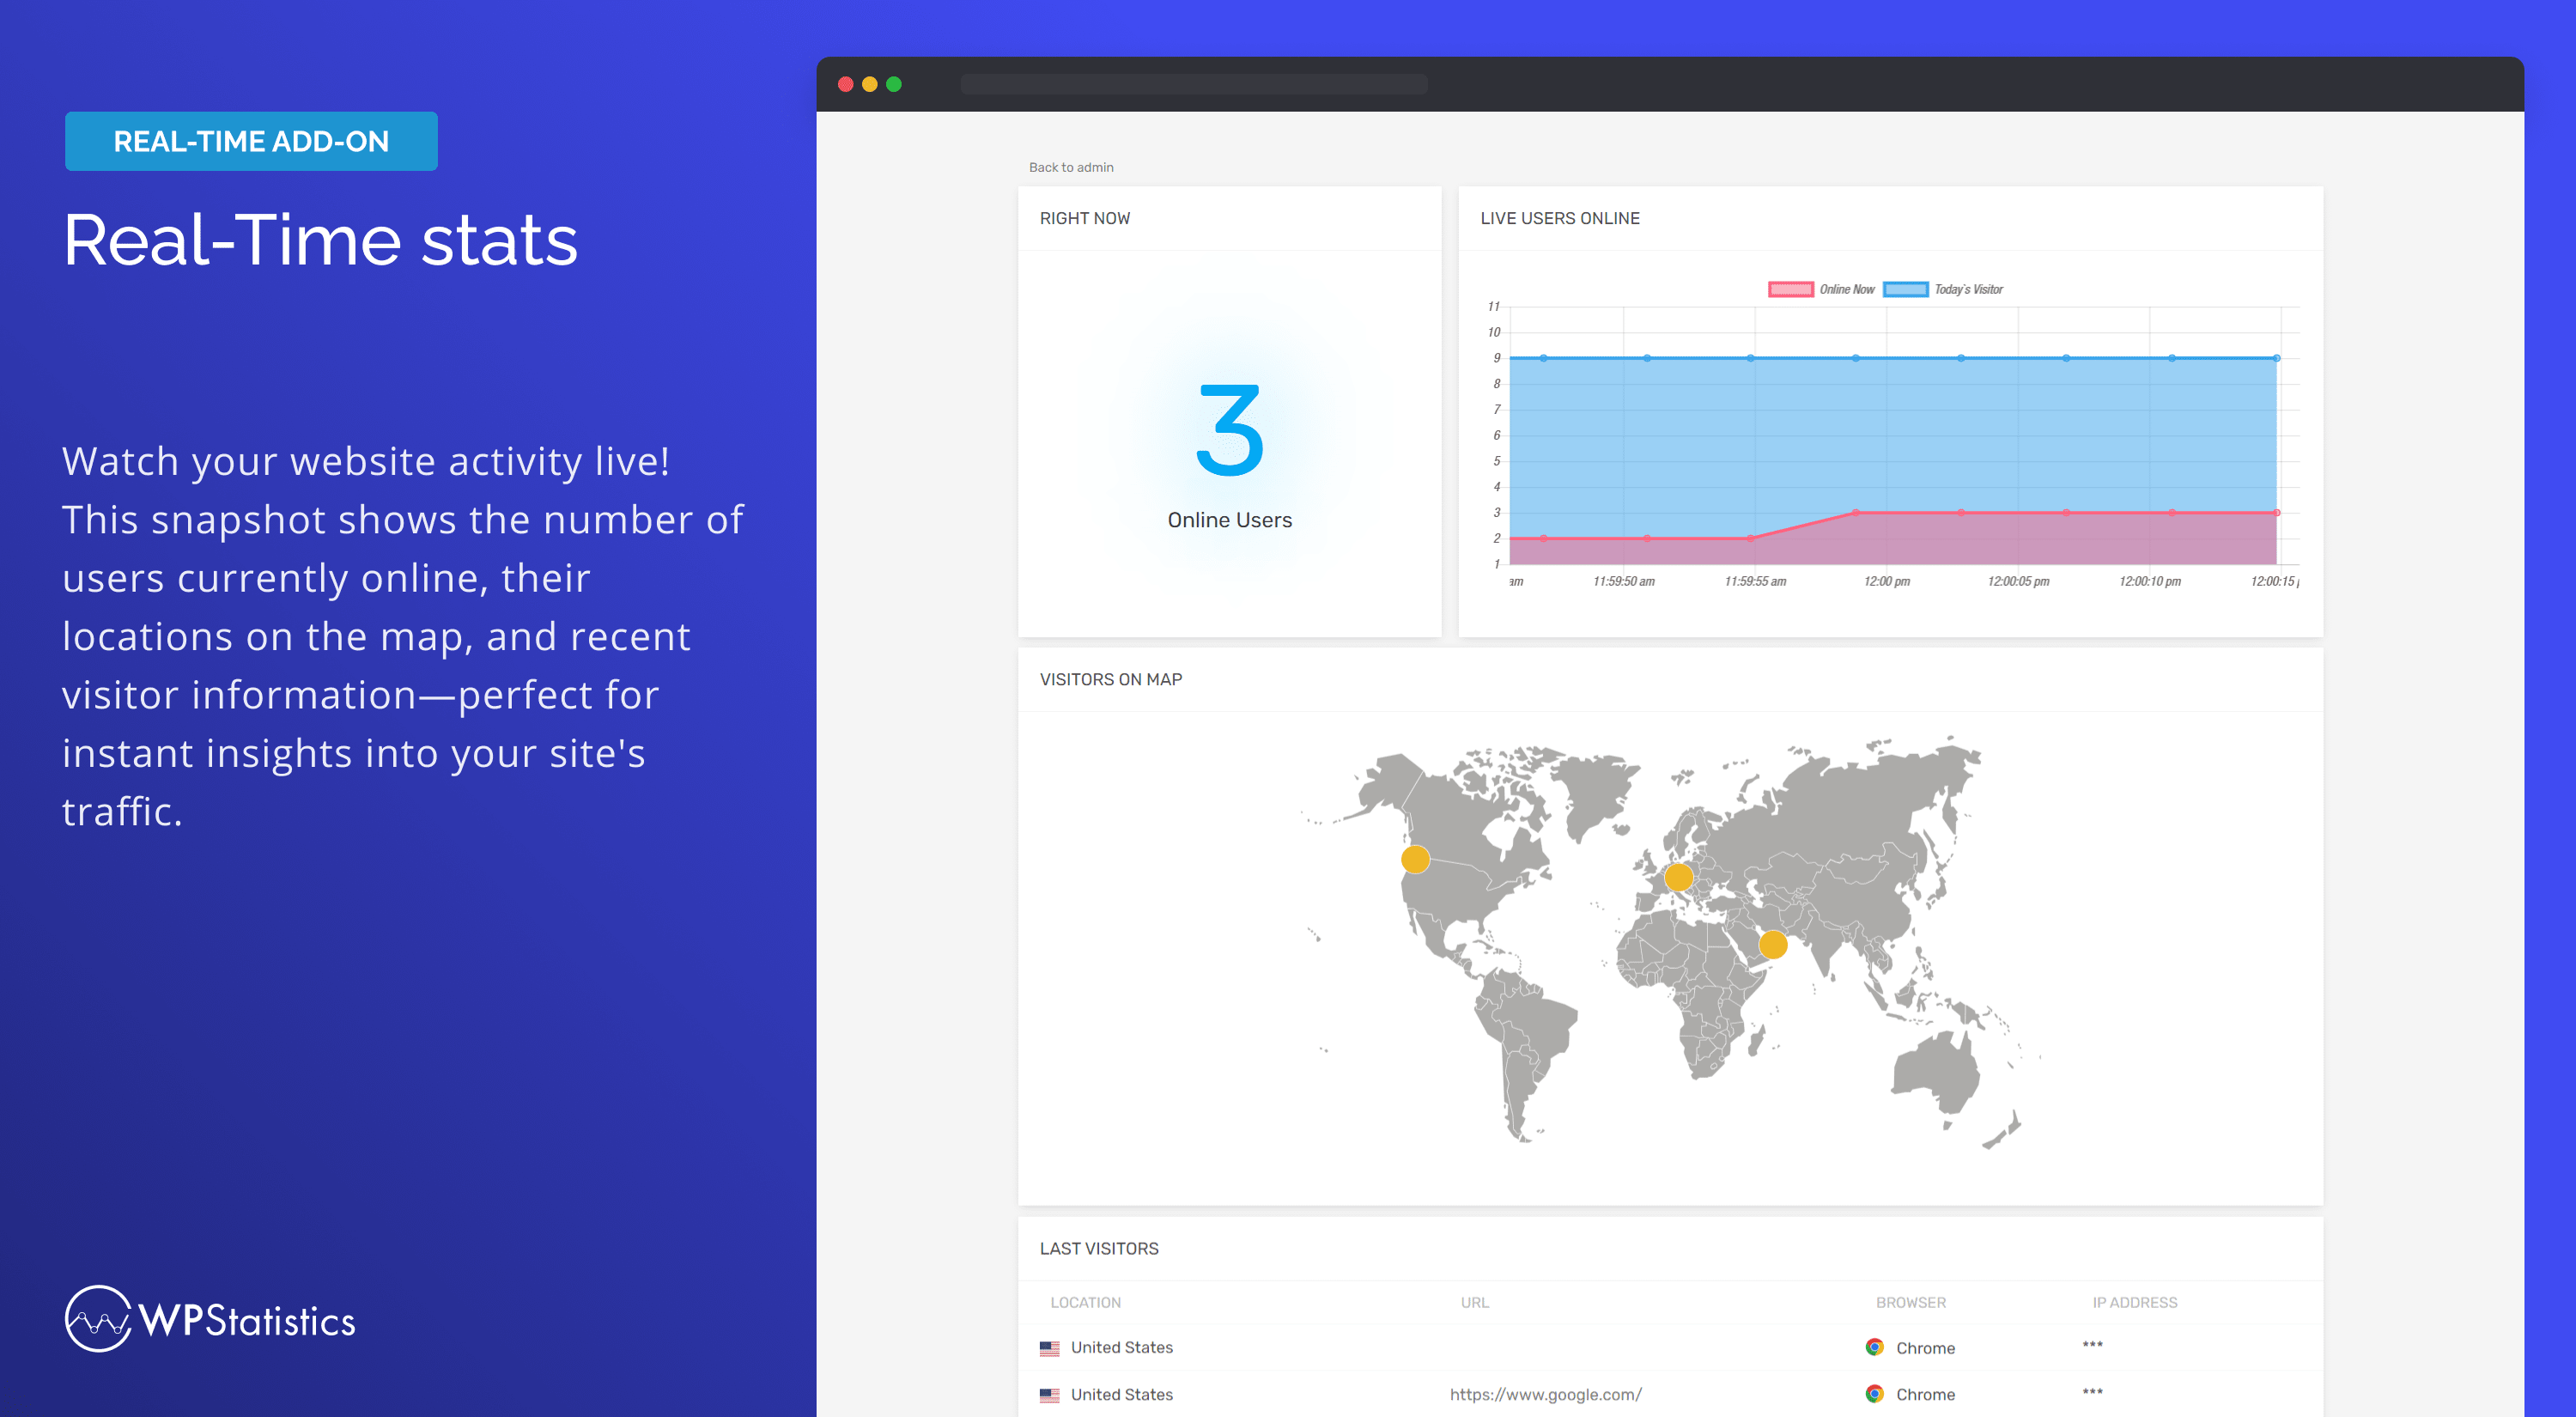 REAL-TIME ADD-ON
Real-Time stats
Watch your website activity live!
This snapshot shows the number of
users currently online, their
locations on the map, and recent
visitor information—perfect for
instant insights into your site's
traffic.
WPStatistics
Back to admin
RIGHT NOW
3
Online Users
LIVE USERS ONLINE
Online Now Today's Visitor
11
10
9
8
7
6
5
4
3
2
1
am 11:59:50 am 11:59:55 am 12:00 pm 12:00:05 pm 12:00:10 pm 12:00:15
VISITORS ON MAP
LAST VISITORS
LOCATION URL BROWSER IP ADDRESS
United States Chrome ***
United States https://www.google.com/ Chrome ***